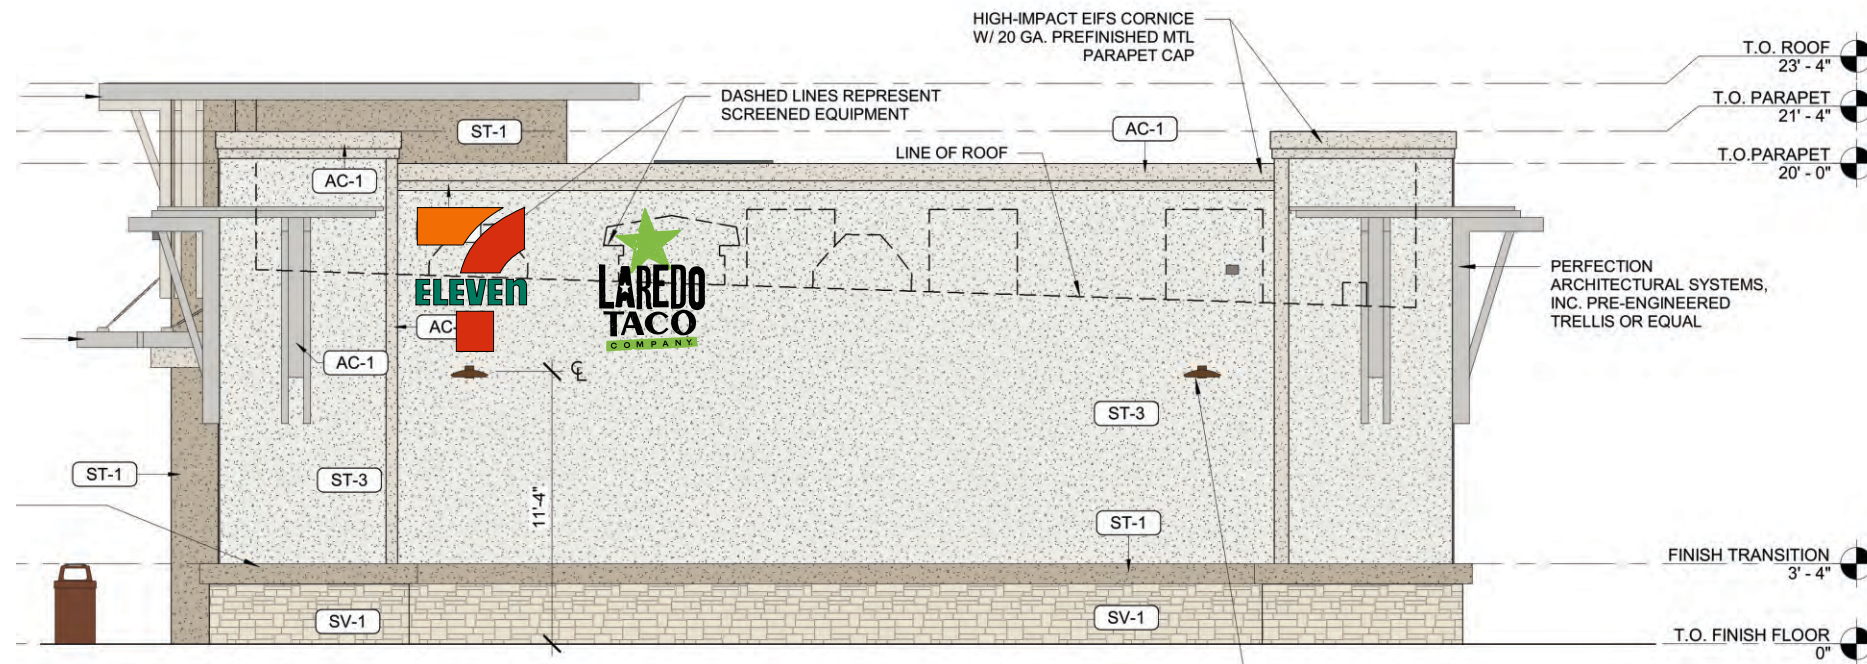 HIGH-IMPACT EIFS CORNICE
W/ 20 GA. PREFINISHED MTL
PARAPET CAP
T.O. ROOF
23' - 4"
DASHED LINES REPRESENT
SCREENED EQUIPMENT
T.O. PARAPET
21' - 4"
ST-1
AC-1
LINE OF ROOF
T.O.PARAPET
20' - 0"
AC-1
7
ELEVEn
LAREDO
TACO
COMPANY
PERFECTION
ARCHITECTURAL SYSTEMS,
INC. PRE-ENGINEERED
TRELLIS OR EQUAL
AC-
AC-1
CL
ST-3
ST-1
ST-3
11'-4"
ST-1
FINISH TRANSITION
3' - 4"
SV-1
SV-1
T.O. FINISH FLOOR
0"